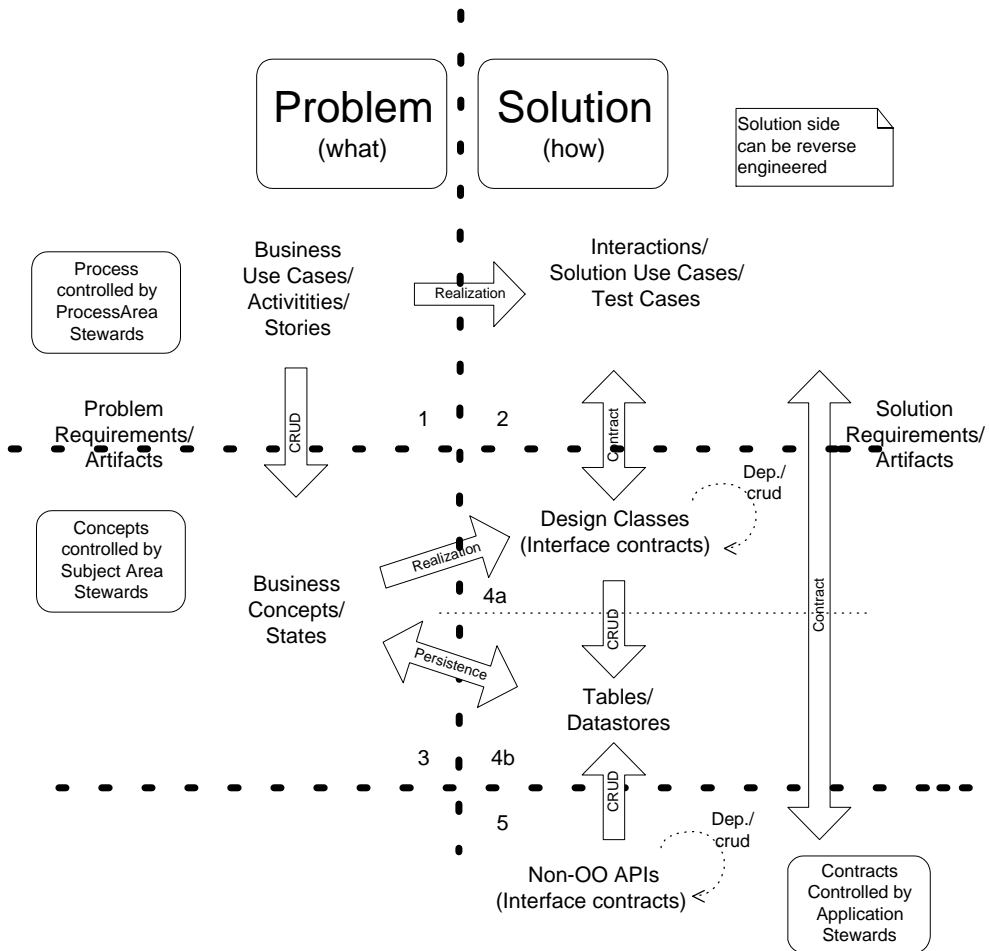 Problem
(what)
Solution
(how)
Solution side
can be reverse
engineered
Process
controlled by
ProcessArea
Stewards
Business
Use Cases/
Activitities/
Stories
Realization
Interactions/
Solution Use Cases/
Test Cases
CRUD
Problem
Requirements/
Artifacts
1
2
Contract
Solution
Requirements/
Artifacts
Dep./
crud
Concepts
controlled by
Subject Area
Stewards
Design Classes
(Interface contracts)
Realization
Business
Concepts/
States
4a
CRUD
Contract
Persistence
Tables/
Datastores
3
4b
CRUD
5
Dep./
crud
Non-OO APIs
(Interface contracts)
Contracts
Controlled by
Application
Stewards